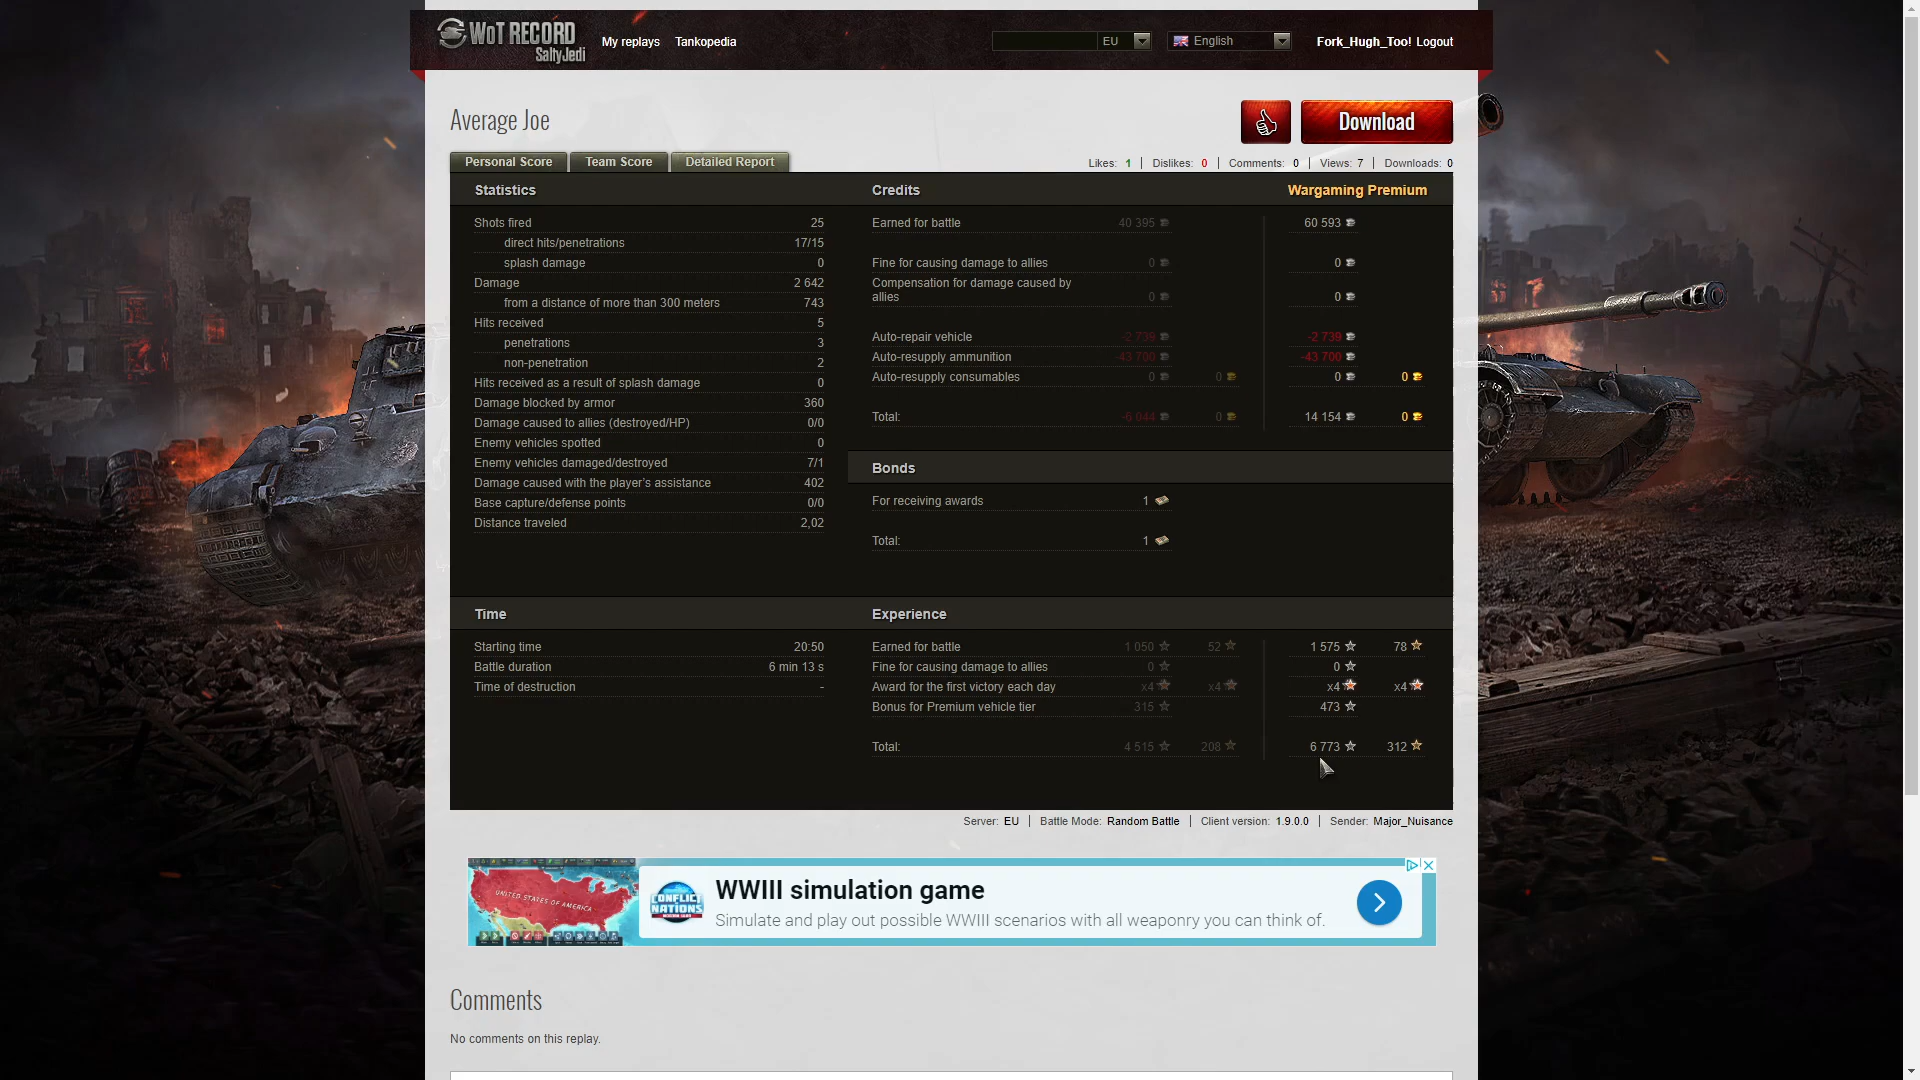 WoT RECORD
SaltyJedi
My replays Tankopedia
EU
English
Fork_Hugh_Too! Logout
Average Joe
Download
Personal Score Team Score Detailed Report
Likes: 1 | Dislikes: 0 | Comments: 0 | Views: 7 | Downloads: 0
Statistics
Shots fired 25
direct hits/penetrations 17/15
splash damage 0
Damage 2 642
from a distance of more than 300 meters 743
Hits received 5
penetrations 3
non-penetration 2
Hits received as a result of splash damage 0
Damage blocked by armor 360
Damage caused to allies (destroyed/HP) 0/0
Enemy vehicles spotted 0
Enemy vehicles damaged/destroyed 7/1
Damage caused with the player's assistance 402
Base capture/defense points 0/0
Distance traveled 2,02
Credits Wargaming Premium
Earned for battle 40 395 60 593
Fine for causing damage to allies 0 0
Compensation for damage caused by
allies 0 0
Auto-repair vehicle -2 739 -2 739
Auto-resupply ammunition -43 700 -43 700
Auto-resupply consumables 0 0 0 0
Total: -6 044 0 14 154 0
Bonds
For receiving awards 1
Total: 1
Time
Starting time 20:50
Battle duration 6 min 13 s
Time of destruction -
Experience
Earned for battle 1 050 52 1 575 78
Fine for causing damage to allies 0 0
Award for the first victory each day x4 x4 x4 x4
Bonus for Premium vehicle tier 315 473
Total: 4 515 208 6 773 312
Server: EU | Battle Mode: Random Battle | Client version: 1.9.0.0 | Sender: Major_Nuisance
UNITED STATES OF AMERICA
CONFLICT
NATIONS
WWIII simulation game
Simulate and play out possible WWIII scenarios with all weaponry you can think of.
Comments
No comments on this replay.